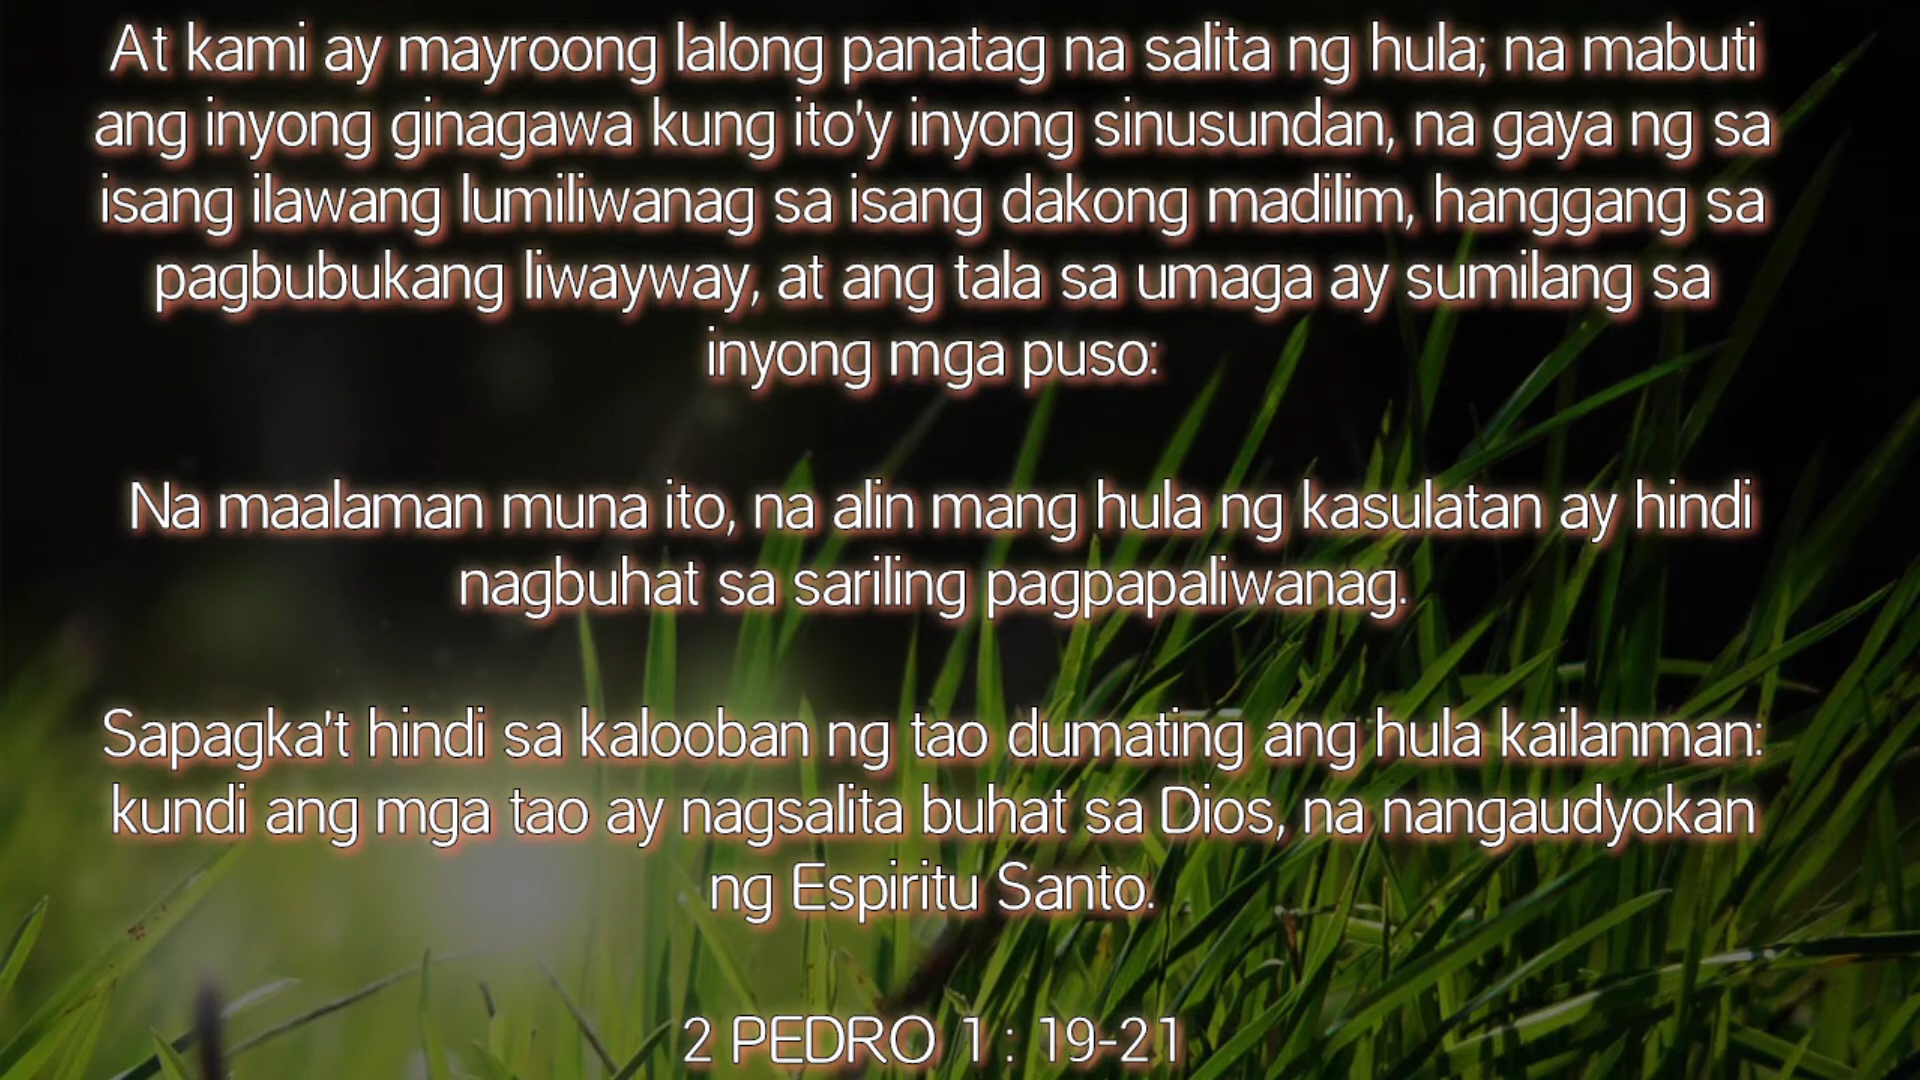 At kami ay mayroong lalong panatag na salita ng hula; na mabuti
ang inyong ginagawa kung ito'y inyong sinusundan, na gaya ng sa
isang ilawang lumiliwanag sa isang dakong madilim, hanggang sa
pagbubukang liwayway, at ang tala sa umaga ay sumilang sa
inyong mga puso:
Na maalaman muna ito, na alin mang hula ng kasulatan ay hindi
nagbuhat sa sariling pagpapaliwanag.
Sapagka't hindi sa kalooban ng tao dumating ang hula kailanman:
kundi ang mga tao ay nagsalita buhat sa Dios, na nangaudyokan
ng Espiritu Santo.
2 PEDRO 1 : 19-21